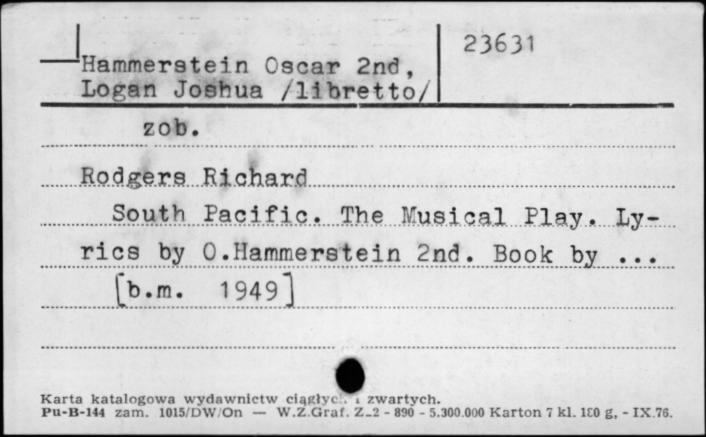 Hammerstein Oscar 2nd,
Logan Joshua /libretto/
23631
zob.
Rodgers Richard
South Pacific. The Musical Play. Ly-
rics by O.Hammerstein 2nd. Book by ...
[b.m. 1949]
Karta katalogowa wydawnictw i zwartych.
Pu-B-144 zam. 1015/DW/On — W.Z.Graf. Z-2 - 890 - 5.300.000 Karton 7 kl. 180 g, - IX.76.